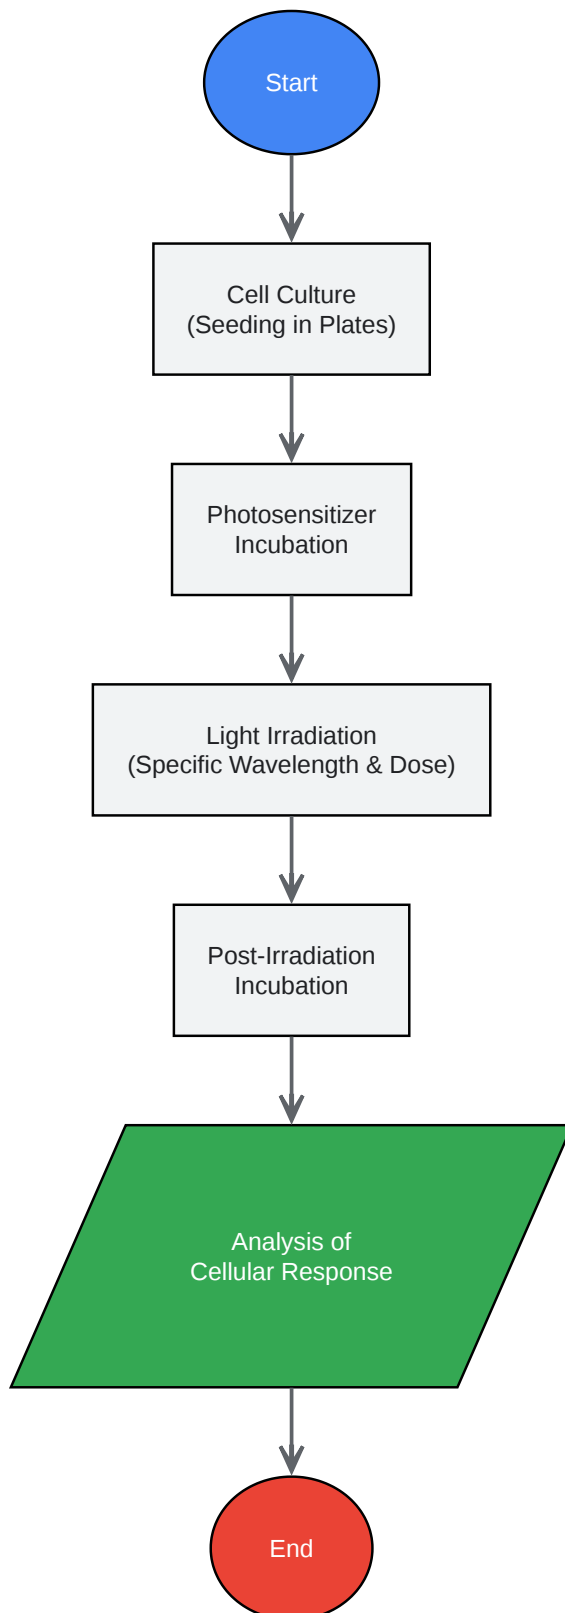 Start
Cell Culture
(Seeding in Plates)
Photosensitizer
Incubation
Light Irradiation
(Specific Wavelength & Dose)
Post-Irradiation
Incubation
Analysis of
Cellular Response
End